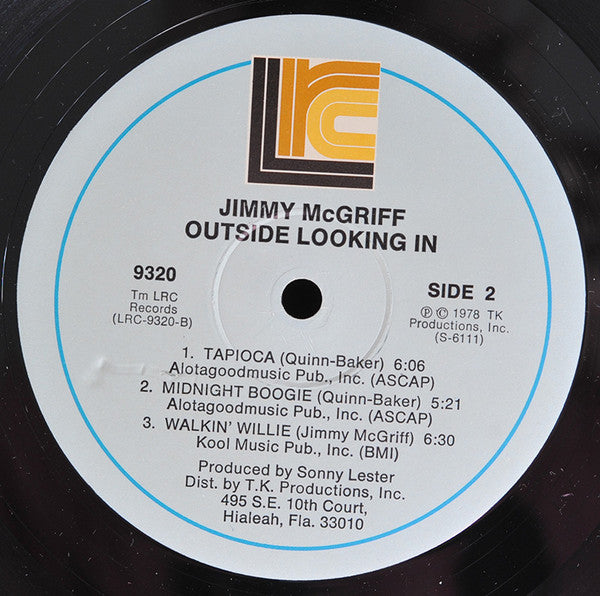 LRC
JIMMY McGRIFF
OUTSIDE LOOKING IN
9320
Tm LRC
Records
(LRC-9320-B)
SIDE 2
℗ © 1978 TK
Productions, Inc.
(S-6111)
1. TAPIOCA (Quinn-Baker) 6:06
Alotagoodmusic Pub., Inc. (ASCAP)
2. MIDNIGHT BOOGIE (Quinn-Baker) 5:21
Alotagoodmusic Pub., Inc. (ASCAP)
3. WALKIN' WILLIE (Jimmy McGriff) 6:30
Kool Music Pub., Inc. (BMI)
Produced by Sonny Lester
Dist. by T.K. Productions, Inc.
495 S.E. 10th Court,
Hialeah, Fla. 33010